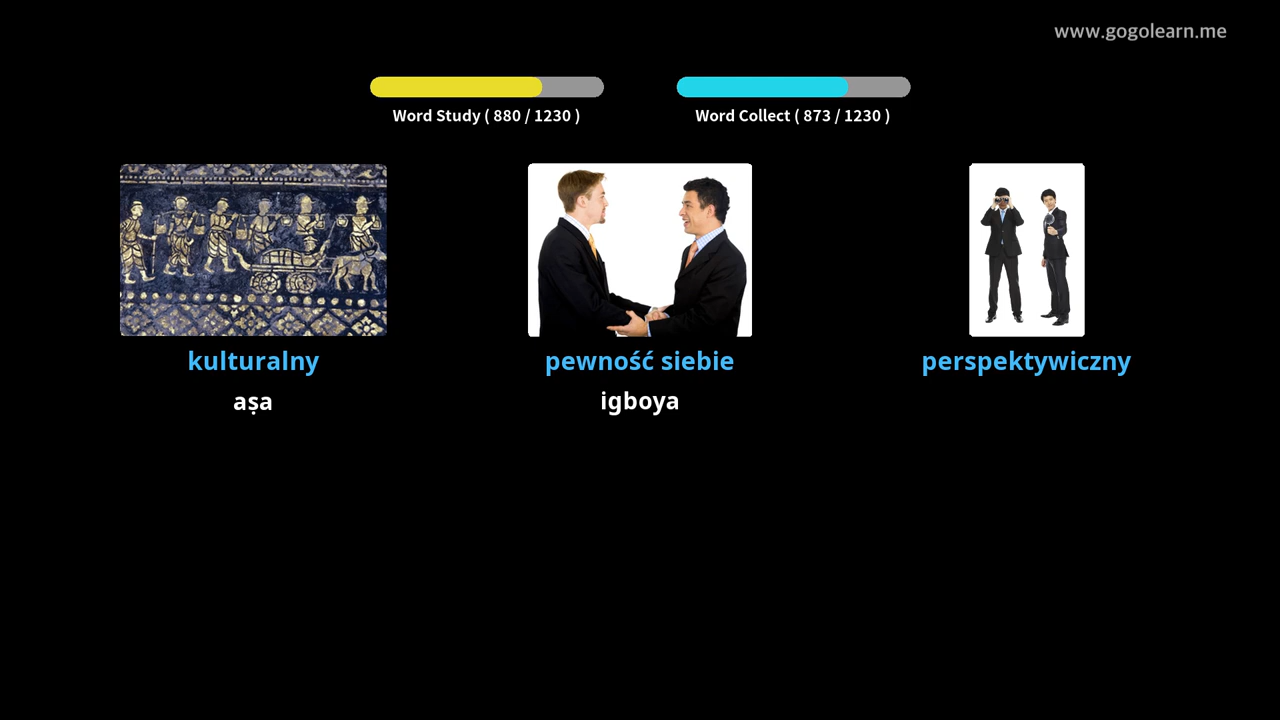 www.gogolearn.me
Word Study ( 880 / 1230 )
Word Collect ( 873 / 1230 )
kulturalny
pewność siebie
perspektywiczny
aṣa
igboya